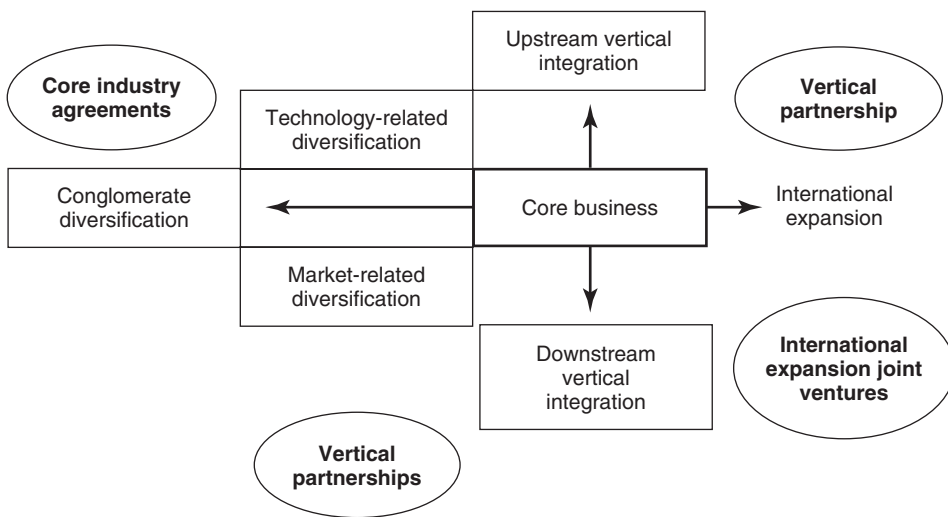 Upstream vertical
integration
Core industry
agreements
Vertical
partnership
Technology-related
diversification
Conglomerate
diversification
Core business
International
expansion
Market-related
diversification
Downstream
vertical
integration
International
expansion joint
ventures
Vertical
partnerships